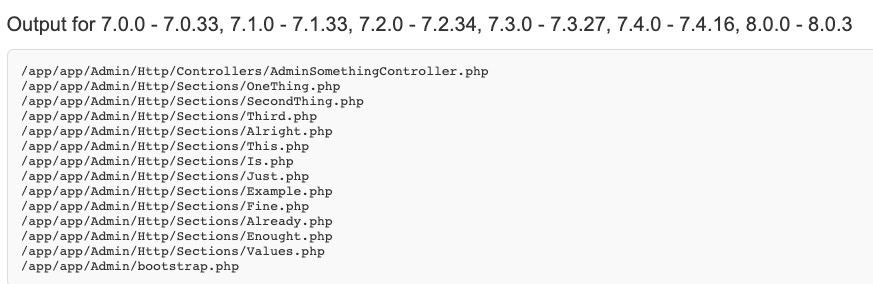 Output for 7.0.0 - 7.0.33, 7.1.0 - 7.1.33, 7.2.0 - 7.2.34, 7.3.0 - 7.3.27, 7.4.0 - 7.4.16, 8.0.0 - 8.0.3
/app/app/Admin/Http/Controllers/AdminSomethingController.php
/app/app/Admin/Http/Sections/OneThing.php
/app/app/Admin/Http/Sections/SecondThing.php
/app/app/Admin/Http/Sections/Third.php
/app/app/Admin/Http/Sections/Alright.php
/app/app/Admin/Http/Sections/This.php
/app/app/Admin/Http/Sections/Is.php
/app/app/Admin/Http/Sections/Just.php
/app/app/Admin/Http/Sections/Example.php
/app/app/Admin/Http/Sections/Fine.php
/app/app/Admin/Http/Sections/Already.php
/app/app/Admin/Http/Sections/Enought.php
/app/app/Admin/Http/Sections/Values.php
/app/app/Admin/bootstrap.php